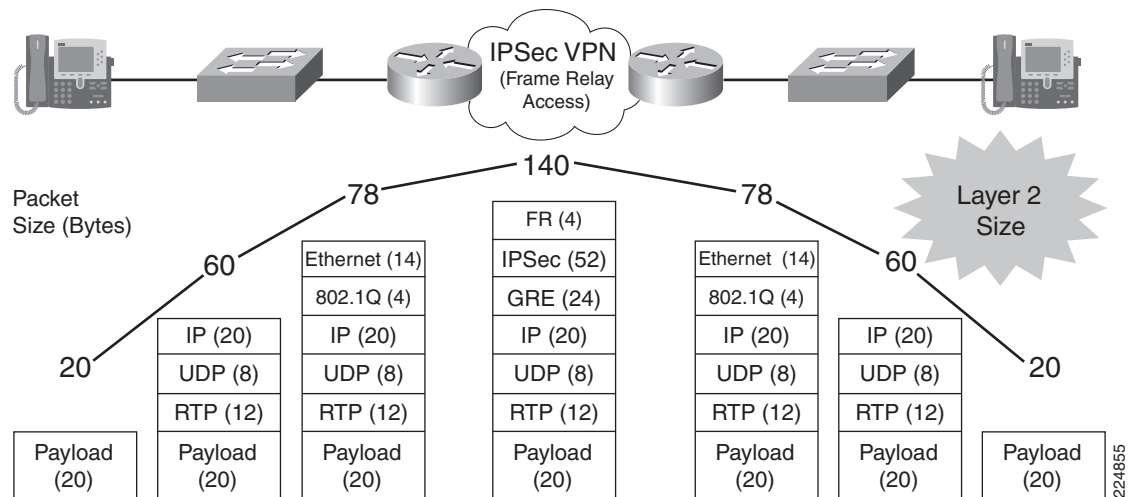 IPSec VPN
(Frame Relay
Access)
Packet
Size (Bytes)
20
60
78
140
78
60
20
Layer 2
Size
Payload
(20)
IP (20)
UDP (8)
RTP (12)
Payload
(20)
Ethernet (14)
802.1Q (4)
IP (20)
UDP (8)
RTP (12)
Payload
(20)
FR (4)
IPSec (52)
GRE (24)
IP (20)
UDP (8)
RTP (12)
Payload
(20)
Ethernet (14)
802.1Q (4)
IP (20)
UDP (8)
RTP (12)
Payload
(20)
IP (20)
UDP (8)
RTP (12)
Payload
(20)
Payload
(20)
224855